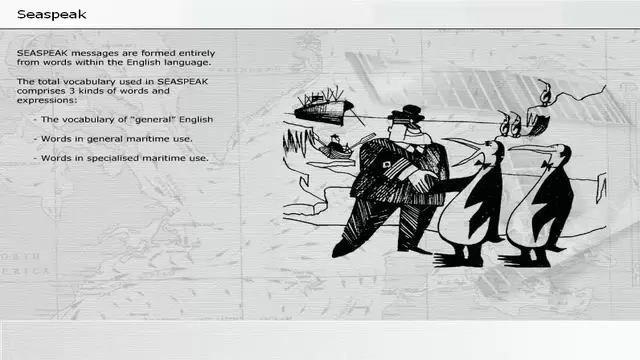 Seaspeak
SEASPEAK messages are formed entirely
from words within the English language.
The total vocabulary used in SEASPEAK
comprises 3 kinds of words and
expressions:
- The vocabulary of “general” English
- Words in general maritime use.
- Words in specialised maritime use.
NORTH
AMERICA